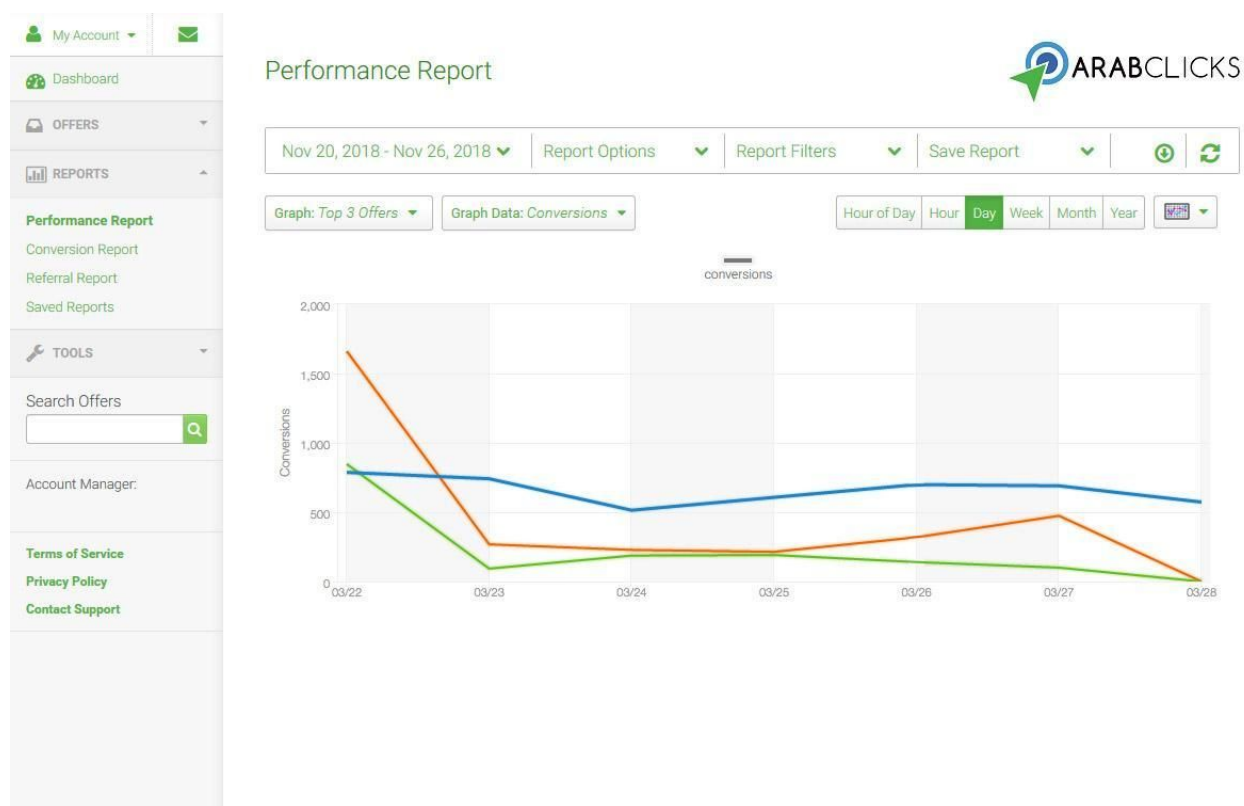 My Account
Dashboard
OFFERS
REPORTS
Performance Report
Conversion Report
Referral Report
Saved Reports
TOOLS
Search Offers
Account Manager:
Terms of Service
Privacy Policy
Contact Support
Performance Report
ARABCLICKS
Nov 20, 2018 - Nov 26, 2018 Report Options Report Filters Save Report
Graph: Top 3 Offers Graph Data: Conversions Hour of Day Hour Day Week Month Year
conversions
Conversions
2,000
1,500
1,000
500
0
03/22 03/23 03/24 03/25 03/26 03/27 03/28